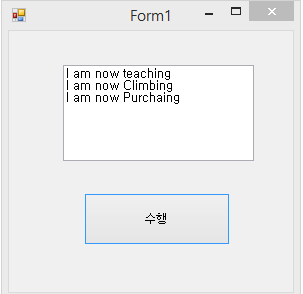 Form1
I am now teaching
I am now Climbing
I am now Purchaing
수행